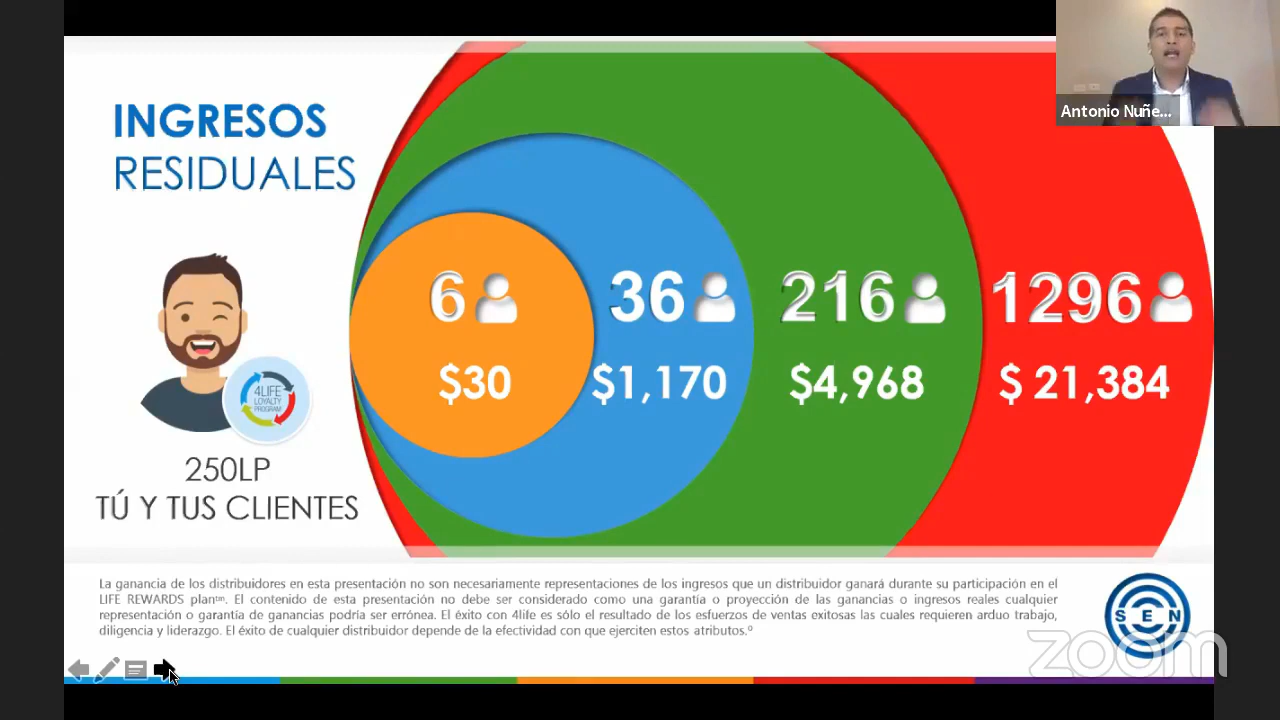 Antonio Nuñe...
INGRESOS
RESIDUALES
6
36
216
1296
$30
$1,170
$4,968
$ 21,384
4LIFE
LOYALTY
PROGRAM
250LP
TÚ Y TUS CLIENTES
La ganancia de los distribuidores en esta presentación no son necesariamente representaciones de los ingresos que un distribuidor ganará durante su participación en el
LIFE REWARDS plan℠. El contenido de esta presentación no debe ser considerado como una garantía o proyección de las ganancias o ingresos reales cualquier
representación o garantía de ganancias podría ser errónea. El éxito con 4life es sólo el resultado de los esfuerzos de ventas exitosas las cuales requieren arduo trabajo,
diligencia y liderazgo. El éxito de cualquier distribuidor depende de la efectividad con que ejerciten estos atributos.º
SEN
zoom